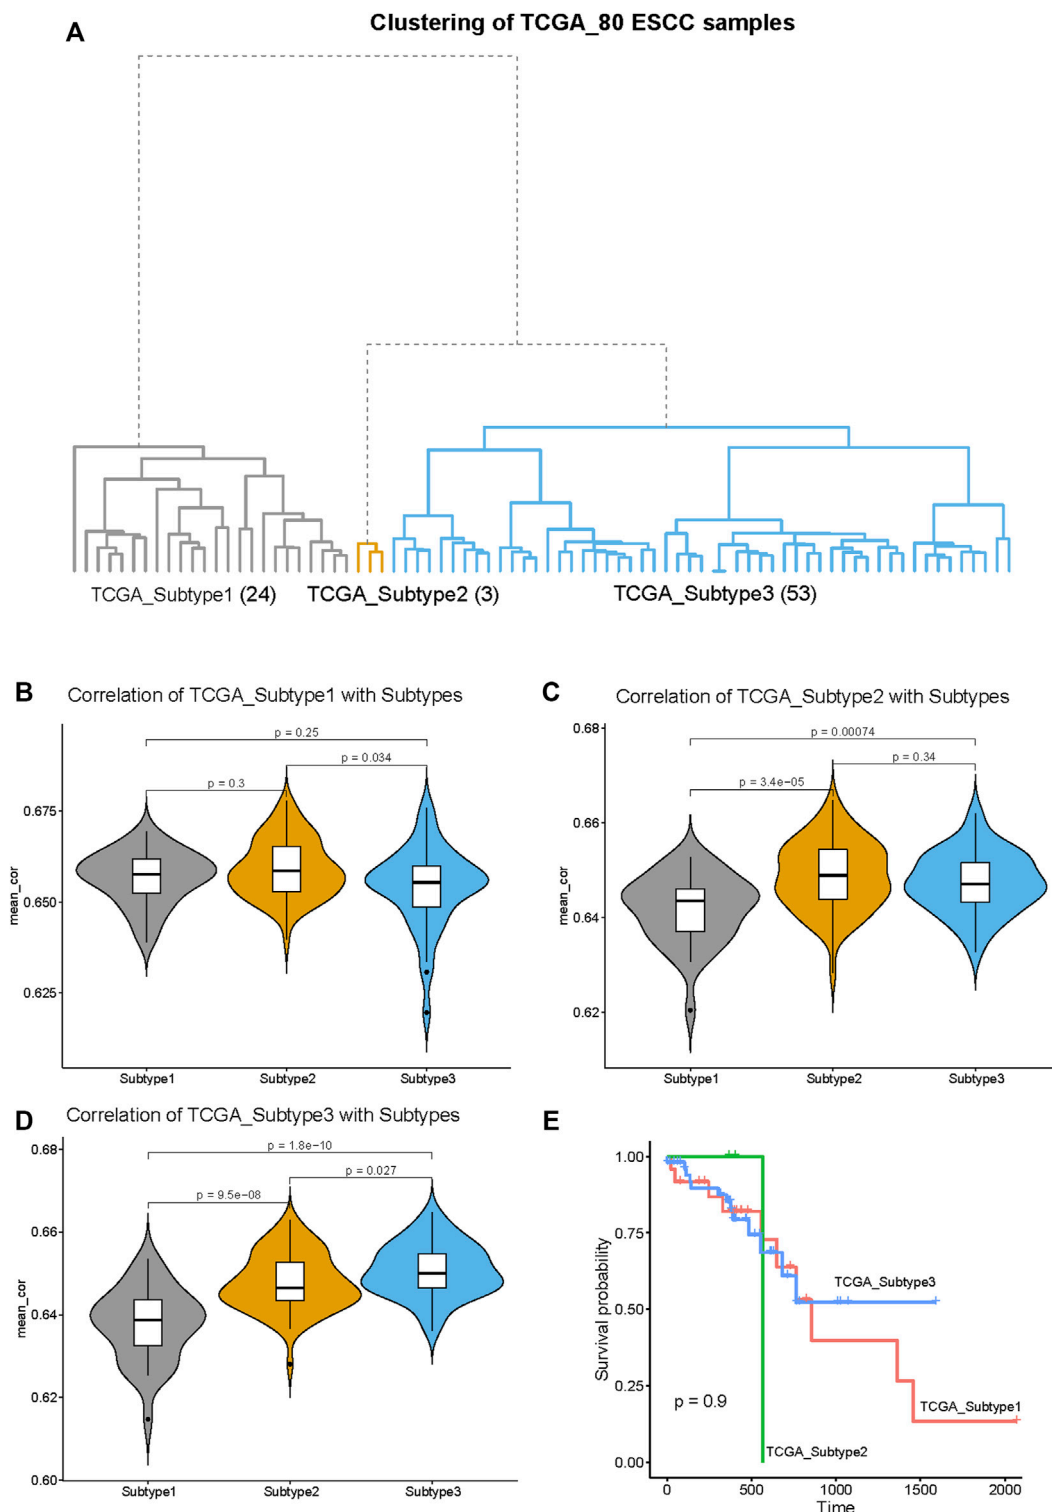 A
Clustering of TCGA_80 ESCC samples
TCGA_Subtype1 (24)
TCGA_Subtype2 (3)
TCGA_Subtype3 (53)
B
Correlation of TCGA_Subtype1 with Subtypes
p = 0.25
p = 0.034
p = 0.3
0.675
0.650
0.625
mean_cor
Subtype1
Subtype2
Subtype3
C
Correlation of TCGA_Subtype2 with Subtypes
0.68
p = 0.00074
p = 0.34
p = 3.4e−05
0.66
0.64
0.62
mean_cor
Subtype1
Subtype2
Subtype3
D
Correlation of TCGA_Subtype3 with Subtypes
0.68
p = 1.8e−10
p = 0.027
p = 9.5e−08
0.66
0.64
0.62
0.60
mean_cor
Subtype1
Subtype2
Subtype3
E
1.00
0.75
0.50
0.25
0.00
Survival probability
TCGA_Subtype3
TCGA_Subtype1
p = 0.9
TCGA_Subtype2
0
500
1000
1500
2000
Time